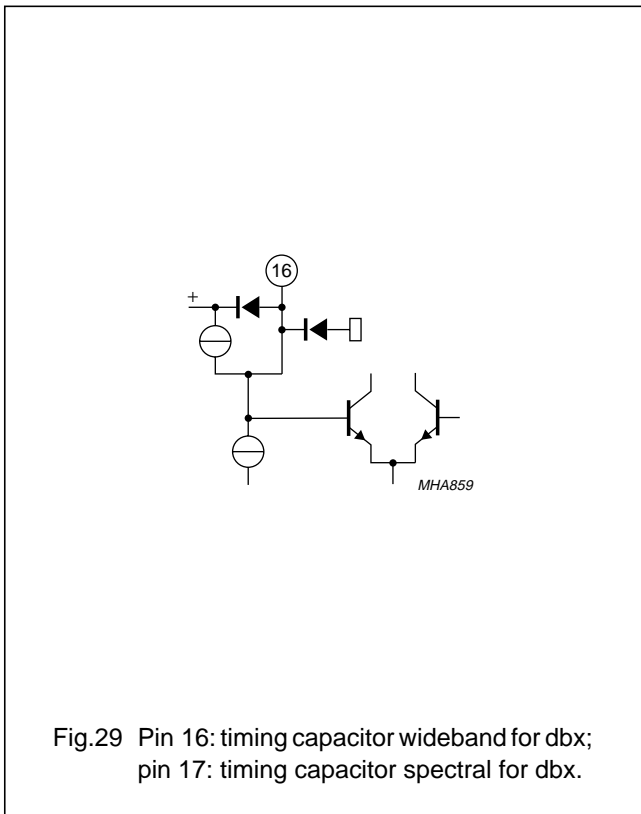 16
+
MHA859
Fig.29 Pin 16: timing capacitor wideband for dbx;
pin 17: timing capacitor spectral for dbx.